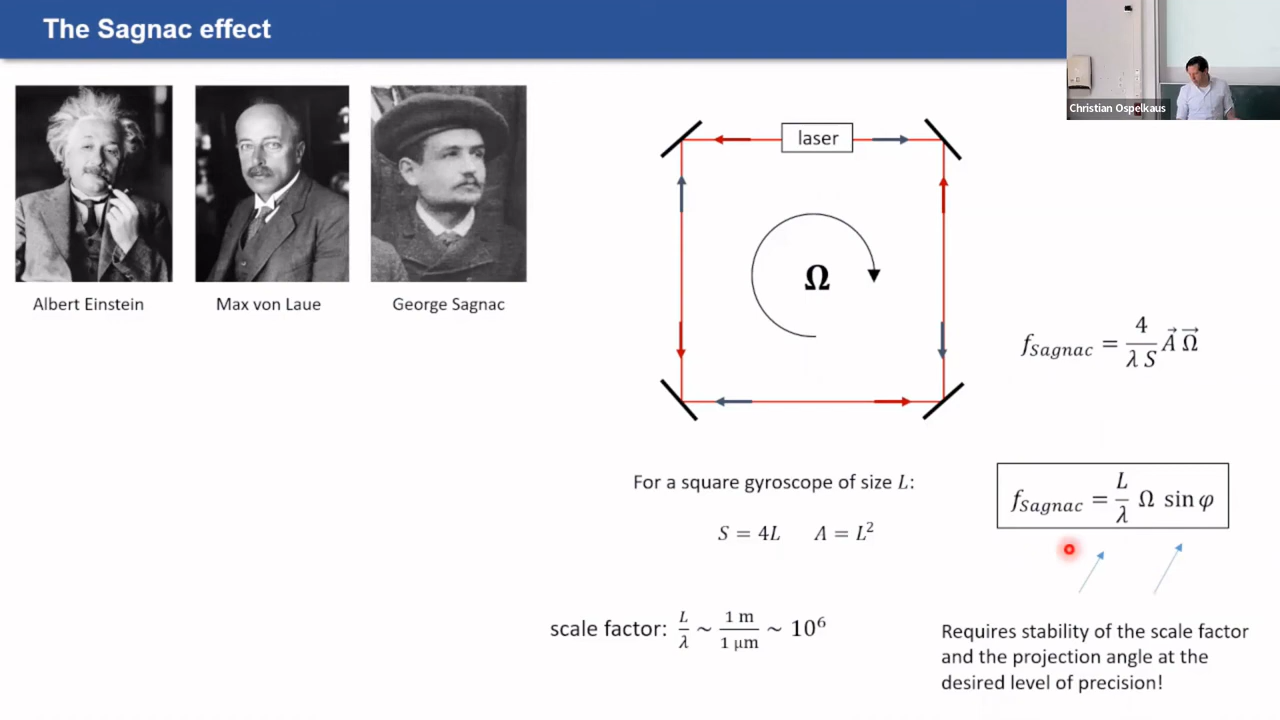 The Sagnac effect
Christian Ospelkaus
Albert Einstein
Max von Laue
George Sagnac
laser
Ω
f_Sagnac = 4/(λ S) A⃗ Ω⃗
For a square gyroscope of size L:
S = 4L A = L²
f_Sagnac = L/λ Ω sin φ
scale factor: L/λ ~ 1 m/1 μm ~ 10⁶
Requires stability of the scale factor
and the projection angle at the
desired level of precision!